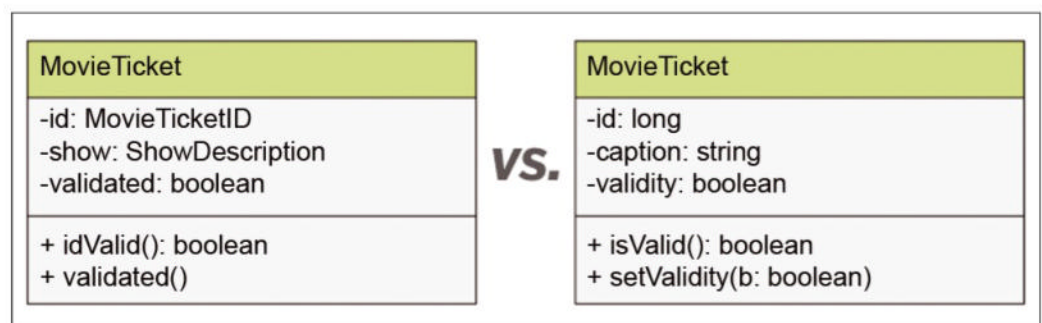 MovieTicket
-id: MovieTicketID
-show: ShowDescription
-validated: boolean
+ idValid(): boolean
+ validated()
vs.
MovieTicket
-id: long
-caption: string
-validity: boolean
+ isValid(): boolean
+ setValidity(b: boolean)